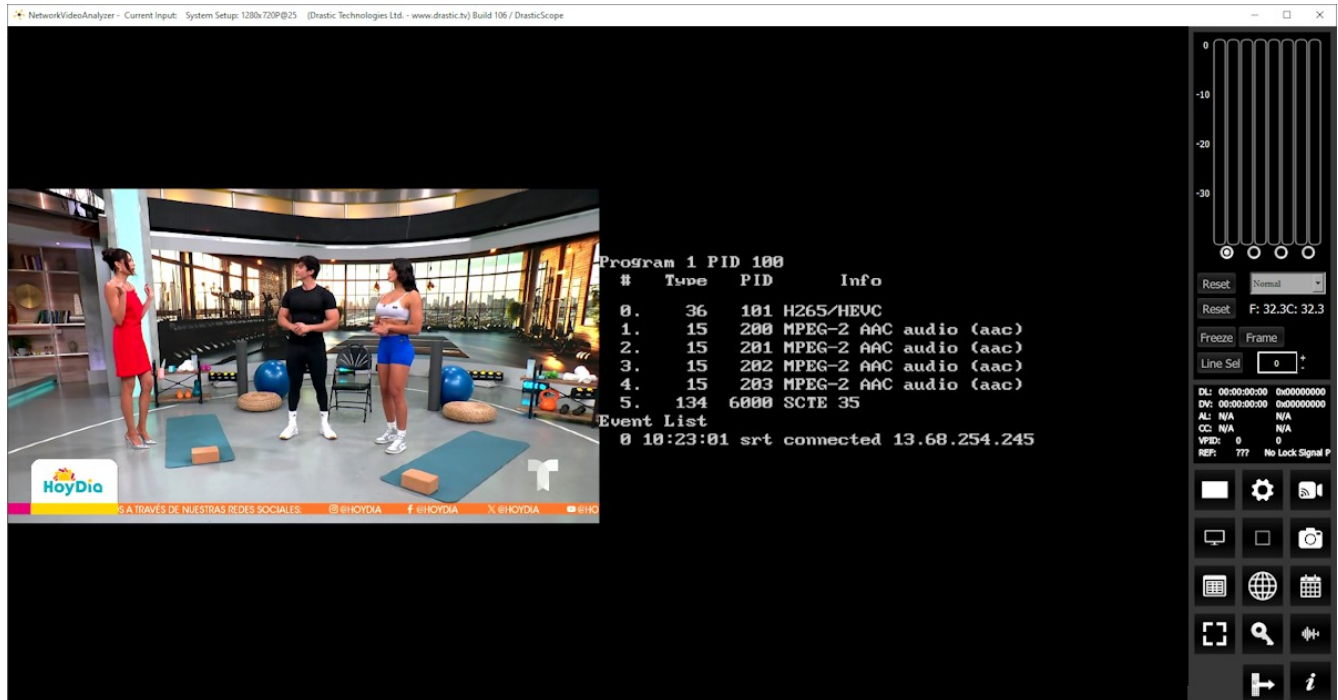 NetworkVideoAnalyzer - Current Input: System Setup: 1280x720P@25 (Drastic Technologies Ltd. - www.drastic.tv) Build 106 / DrasticScope
Program 1 PID 100
# Type PID Info
0. 36 101 H265/HEVC
1. 15 200 MPEG-2 AAC audio (aac)
2. 15 201 MPEG-2 AAC audio (aac)
3. 15 202 MPEG-2 AAC audio (aac)
4. 15 203 MPEG-2 AAC audio (aac)
5. 134 6000 SCTE 35
Event List
0 10:23:01 srt connected 13.68.254.245
HoyDía
T
S A TRAVÉS DE NUESTRAS REDES SOCIALES: @HOYDIA @HOYDIA @HOYDIA @HO
0
-10
-20
-30
Reset Normal
Reset F: 32.3C: 32.3
Freeze Frame
Line Sel 0 + -
DL: 00:00:00:00 0x00000000
DV: 00:00:00:00 0x00000000
AL: N/A N/A
CC: N/A N/A
VPID: 0 0
REF: ??? No Lock Signal P
i